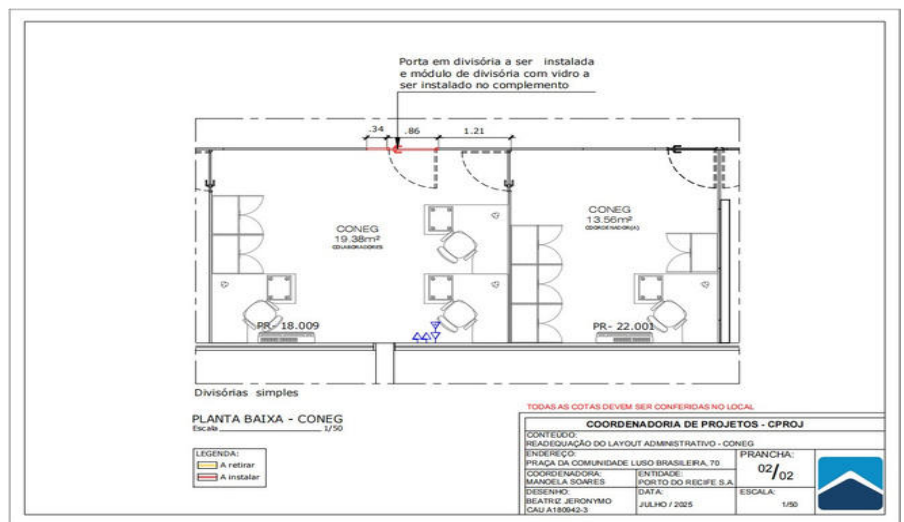 Porta em divisória a ser instalada
e módulo de divisória com vidro a
ser instalado no complemento
.34
.86
1.21
CONEG
19.38m²
COLABORADORES
CONEG
13.56m²
COORDENADOR(A)
PR- 18.009
PR- 22.001
Divisórias simples
PLANTA BAIXA - CONEG
Escala 1/50
LEGENDA:
A retirar
A instalar
TODAS AS COTAS DEVEM SER CONFERIDAS NO LOCAL
COORDENADORIA DE PROJETOS - CPROJ
CONTEÚDO:
READEQUAÇÃO DO LAYOUT ADMINISTRATIVO - CONEG
ENDEREÇO:
PRAÇA DA COMUNIDADE LUSO BRASILEIRA, 70
PRANCHA:
02/02
COORDENADORA:
MANOELA SOARES
ENTIDADE:
PORTO DO RECIFE S.A
DESENHO:
BEATRIZ JERONYMO
CAU A180942-3
DATA:
JULHO / 2025
ESCALA:
1/50